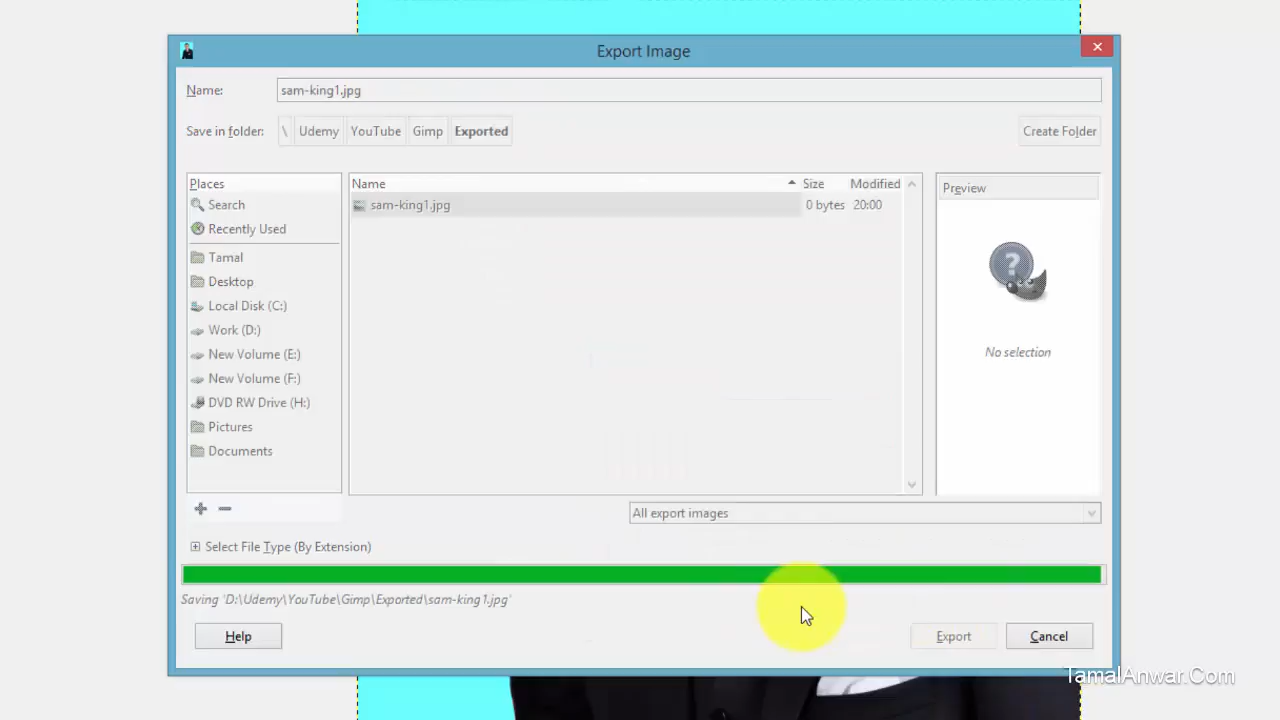 Export Image
Name: sam-king1.jpg
Save in folder: \ Udemy YouTube Gimp Exported Create Folder
Places Name Size Modified Preview
Search sam-king1.jpg 0 bytes 20:00
Recently Used
Tamal
Desktop
Local Disk (C:)
Work (D:)
New Volume (E:)
No selection
New Volume (F:)
DVD RW Drive (H:)
Pictures
Documents
All export images
Select File Type (By Extension)
Saving 'D:\Udemy\YouTube\Gimp\Exported\sam-king1.jpg'
Help Export Cancel
TamalAnwar.Com